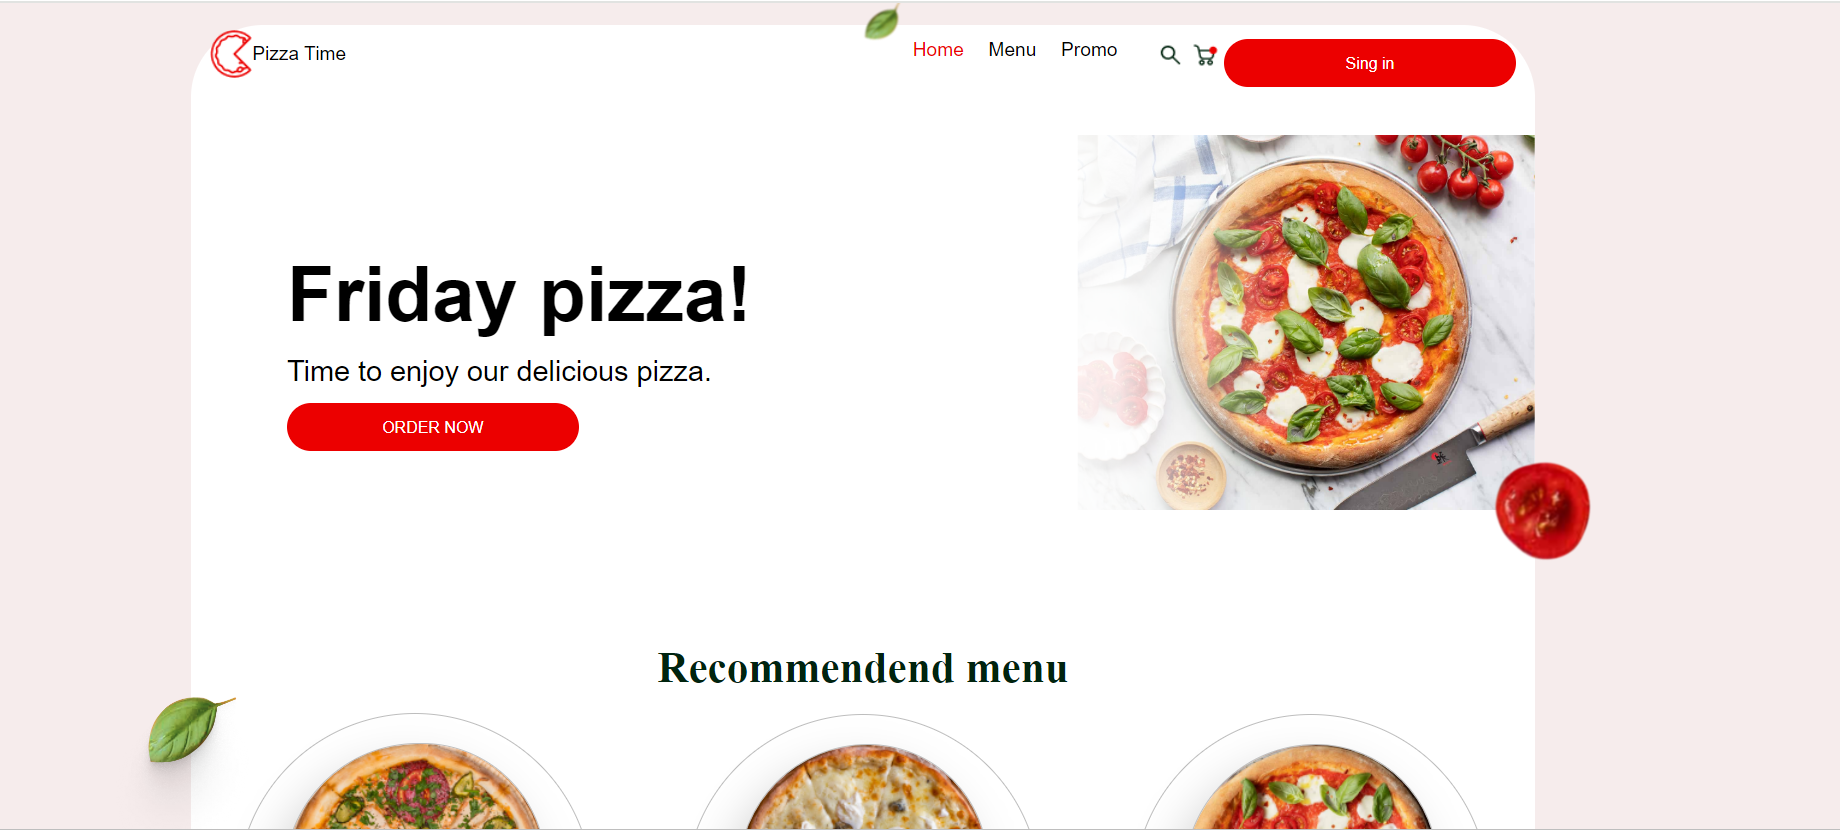 Pizza Time
Home Menu Promo
Sing in
Friday pizza!
Time to enjoy our delicious pizza.
ORDER NOW
Recommendend menu